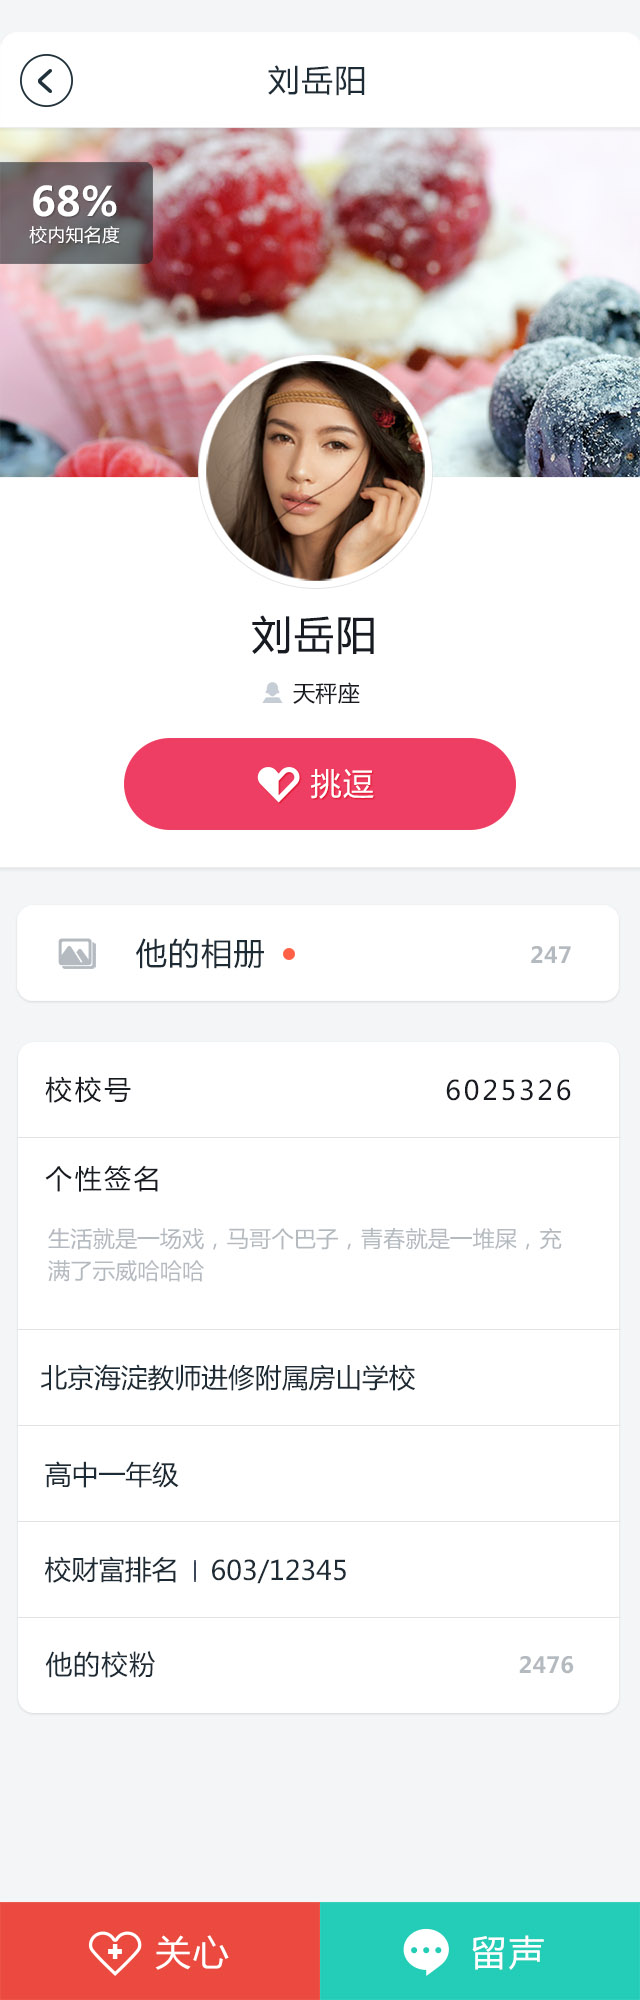 刘岳阳
68%
校内知名度
刘岳阳
天秤座
挑逗
他的相册 247
校校号 6025326
个性签名
生活就是一场戏，马哥个巴子，青春就是一堆屎，充
满了示威哈哈哈
北京海淀教师进修附属房山学校
高中一年级
校财富排名 | 603/12345
他的校粉 2476
关心 留声